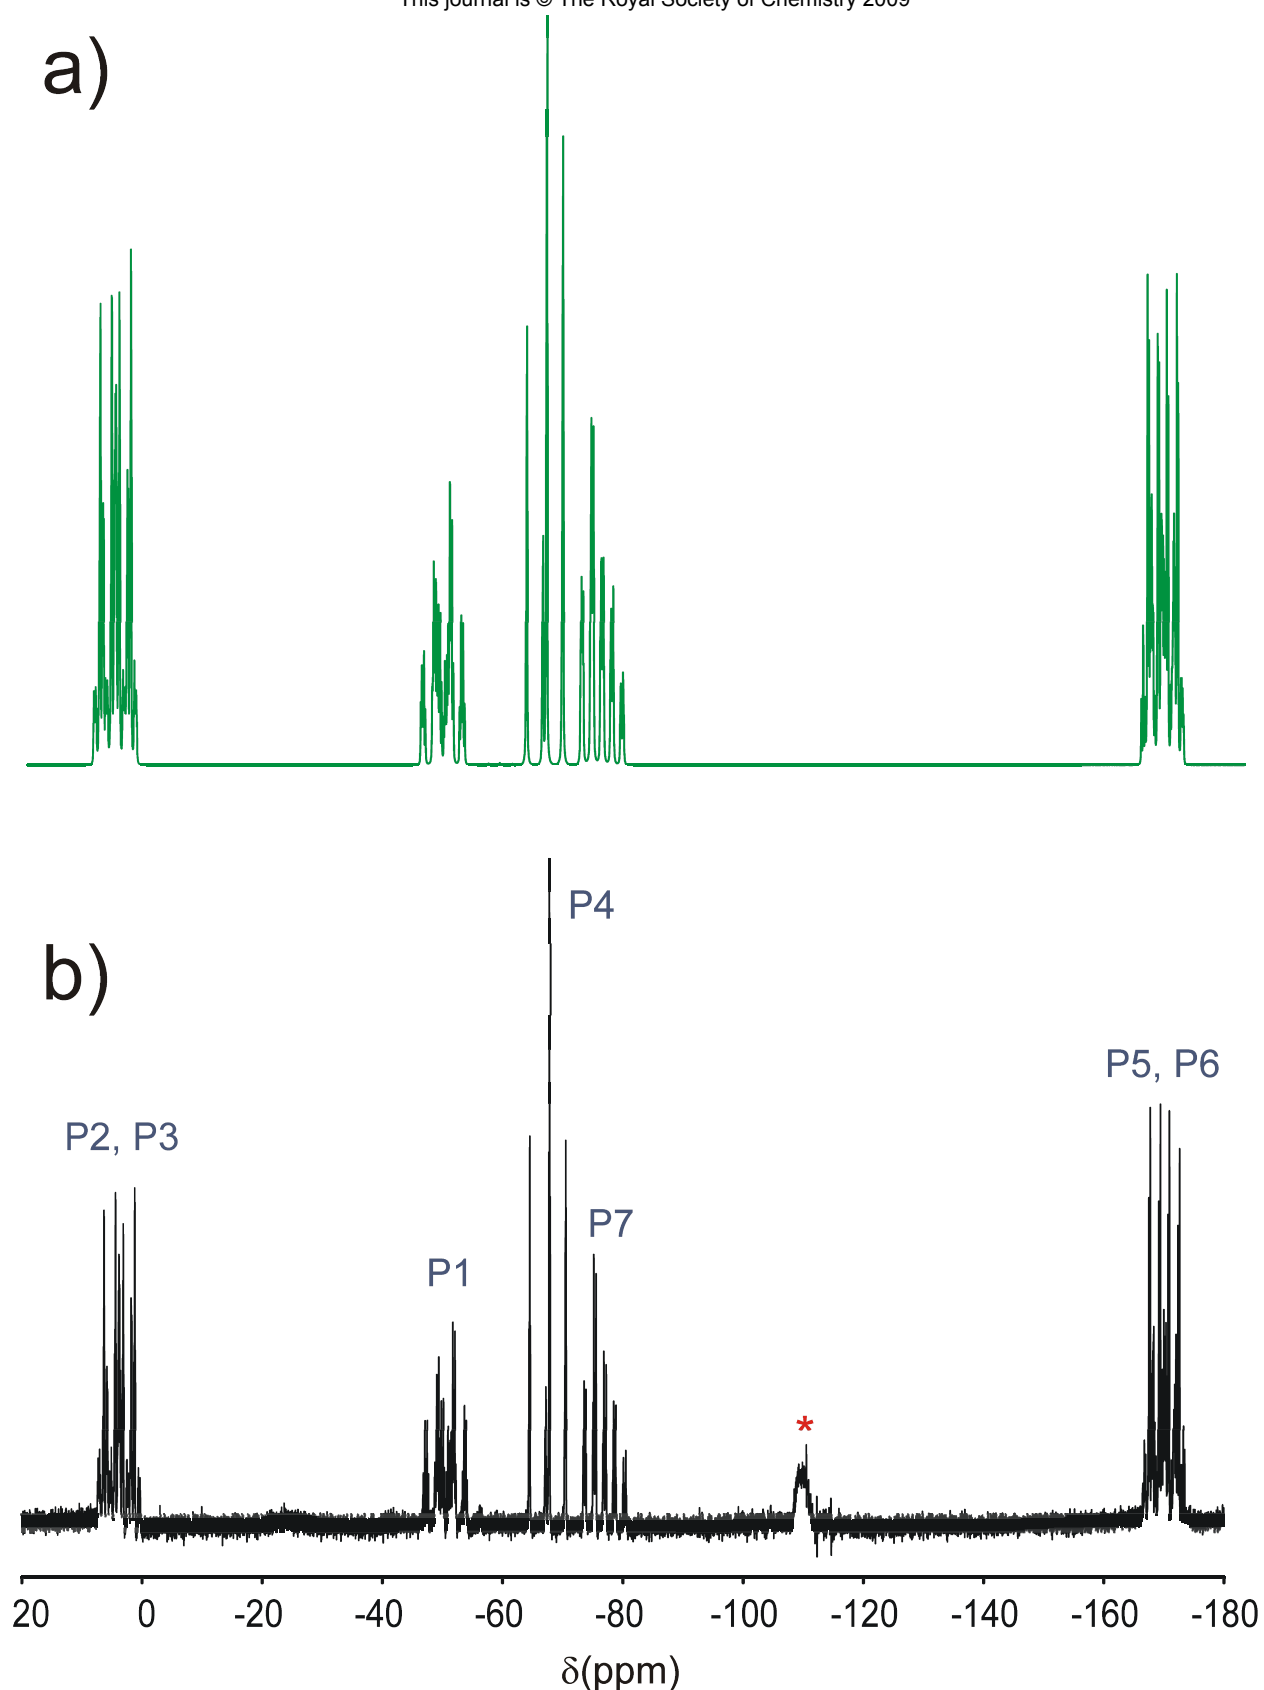 This journal is © The Royal Society of Chemistry 2009
a)
P4
b)
P5, P6
P2, P3
P7
P1
*
20 0 -20 -40 -60 -80 -100 -120 -140 -160 -180
δ(ppm)